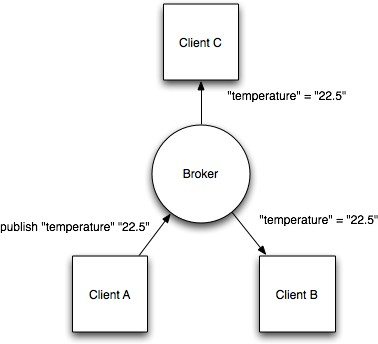 Client C
"temperature" = "22.5"
Broker
publish "temperature" "22.5"
"temperature" = "22.5"
Client A
Client B